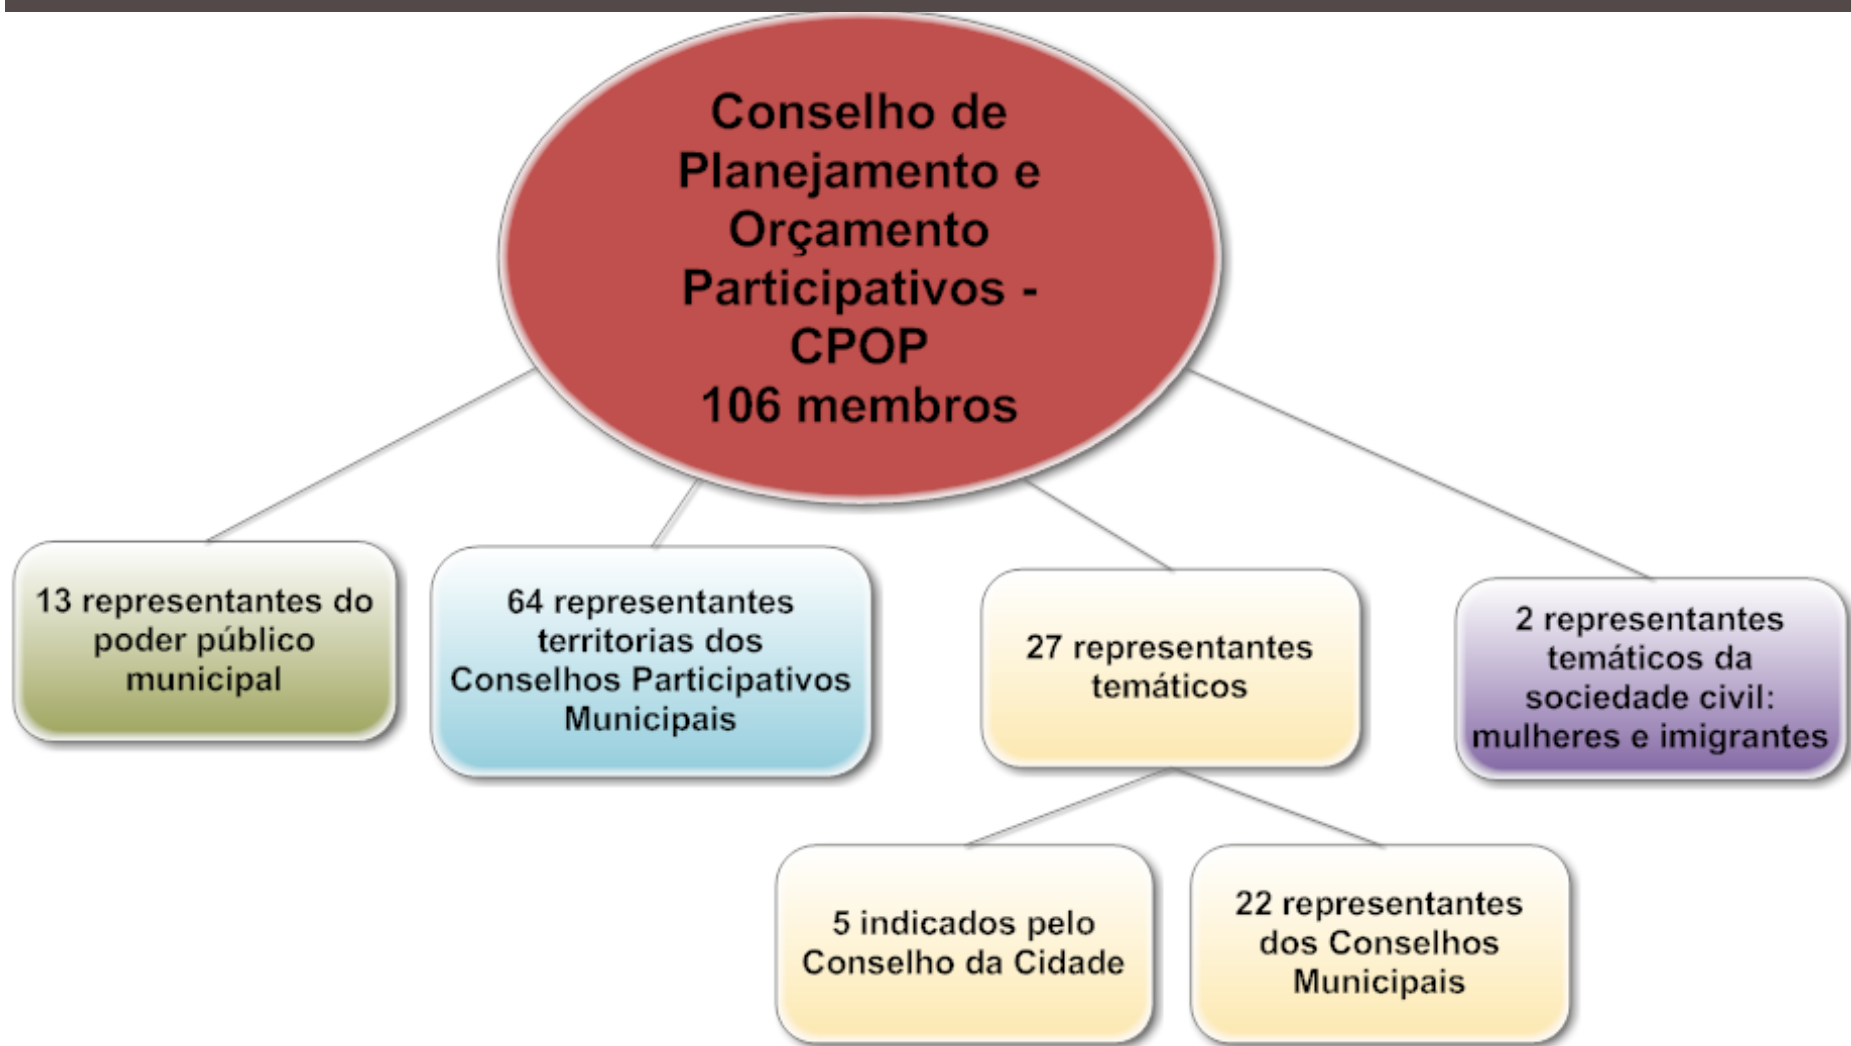 Conselho de
Planejamento e
Orçamento
Participativos -
CPOP
106 membros
13 representantes do
poder público
municipal
64 representantes
territorias dos
Conselhos Participativos
Municipais
27 representantes
temáticos
2 representantes
temáticos da
sociedade civil:
mulheres e imigrantes
5 indicados pelo
Conselho da Cidade
22 representantes
dos Conselhos
Municipais